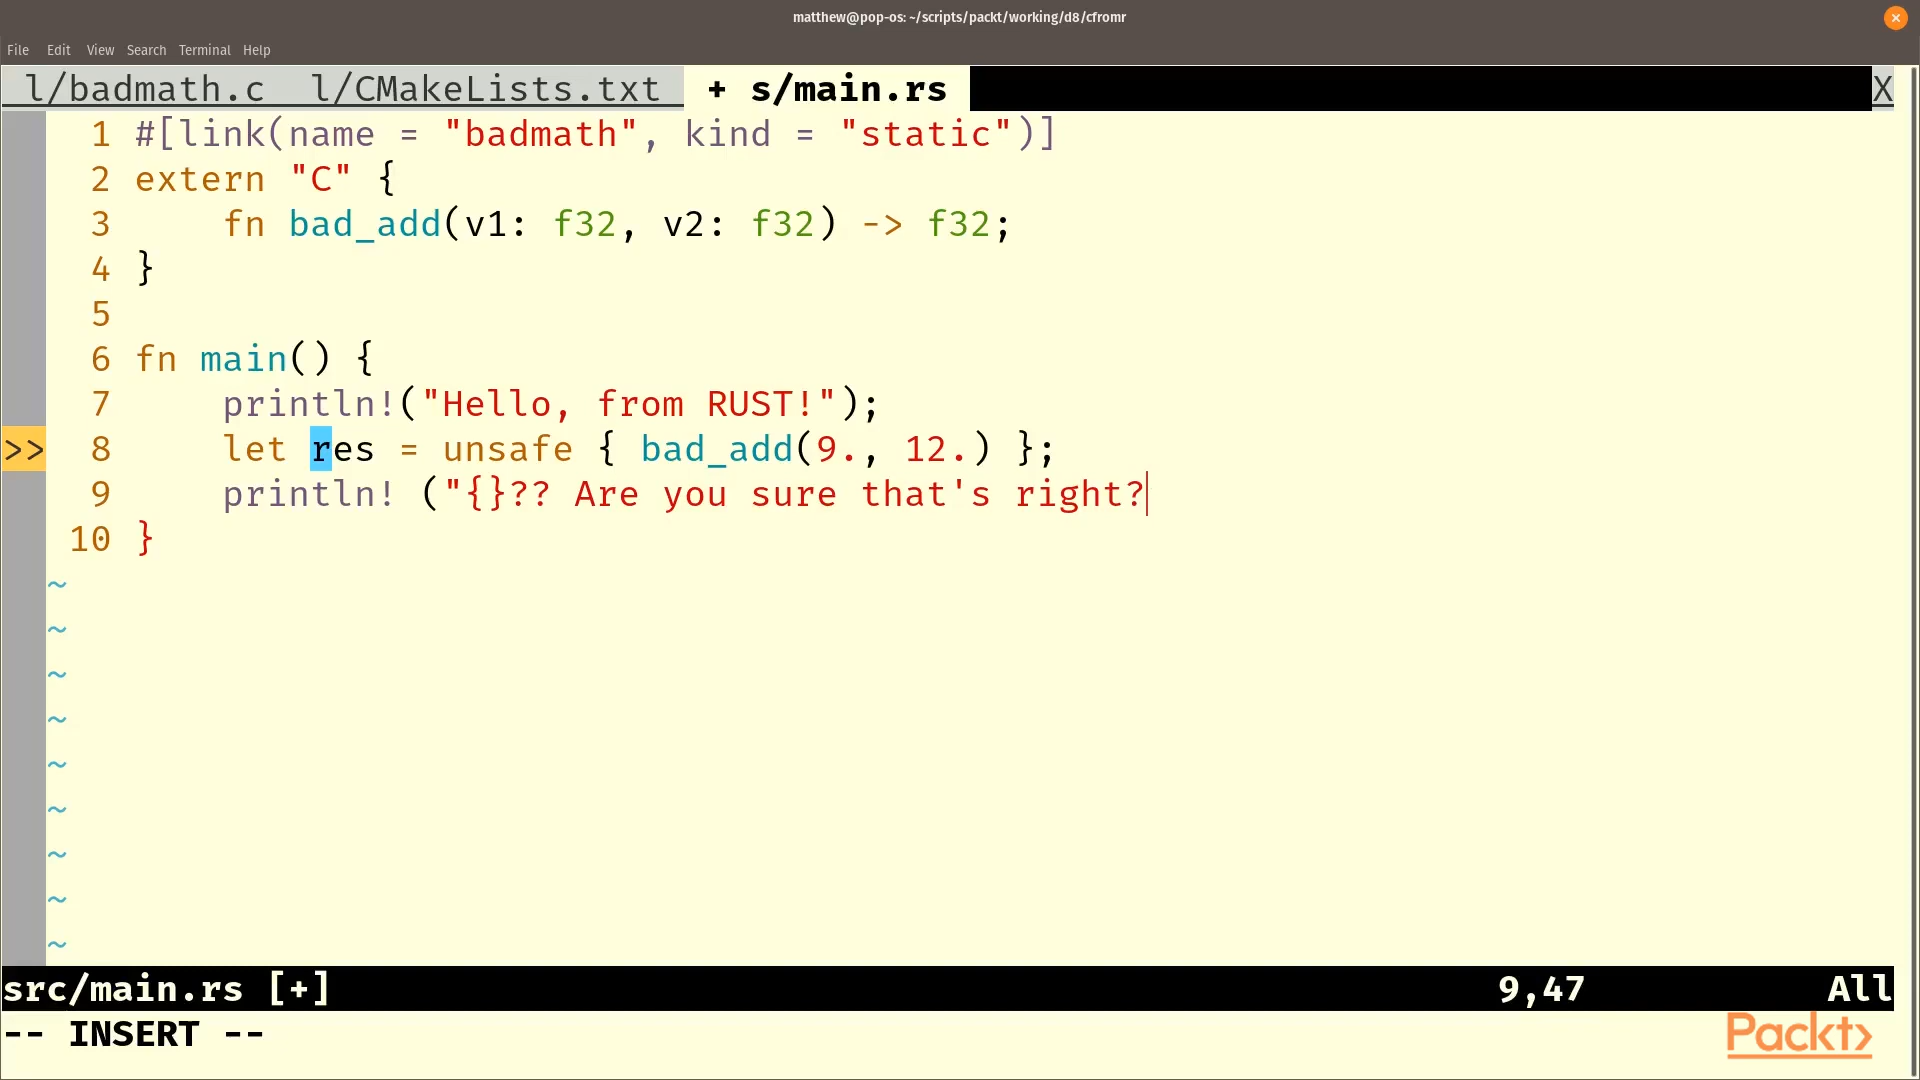 matthew@pop-os: ~/scripts/packt/working/d8/cfromr
File Edit View Search Terminal Help
l/badmath.c l/CMakeLists.txt + s/main.rs X
1 #[link(name = "badmath", kind = "static")]
2 extern "C" {
3     fn bad_add(v1: f32, v2: f32) -> f32;
4 }
5
6 fn main() {
7     println!("Hello, from RUST!");
>> 8     let res = unsafe { bad_add(9., 12.) };
9     println! ("{}?? Are you sure that's right?
10 }
~
~
~
~
~
~
~
~
~
src/main.rs [+] 9,47 All
-- INSERT --
Packt>